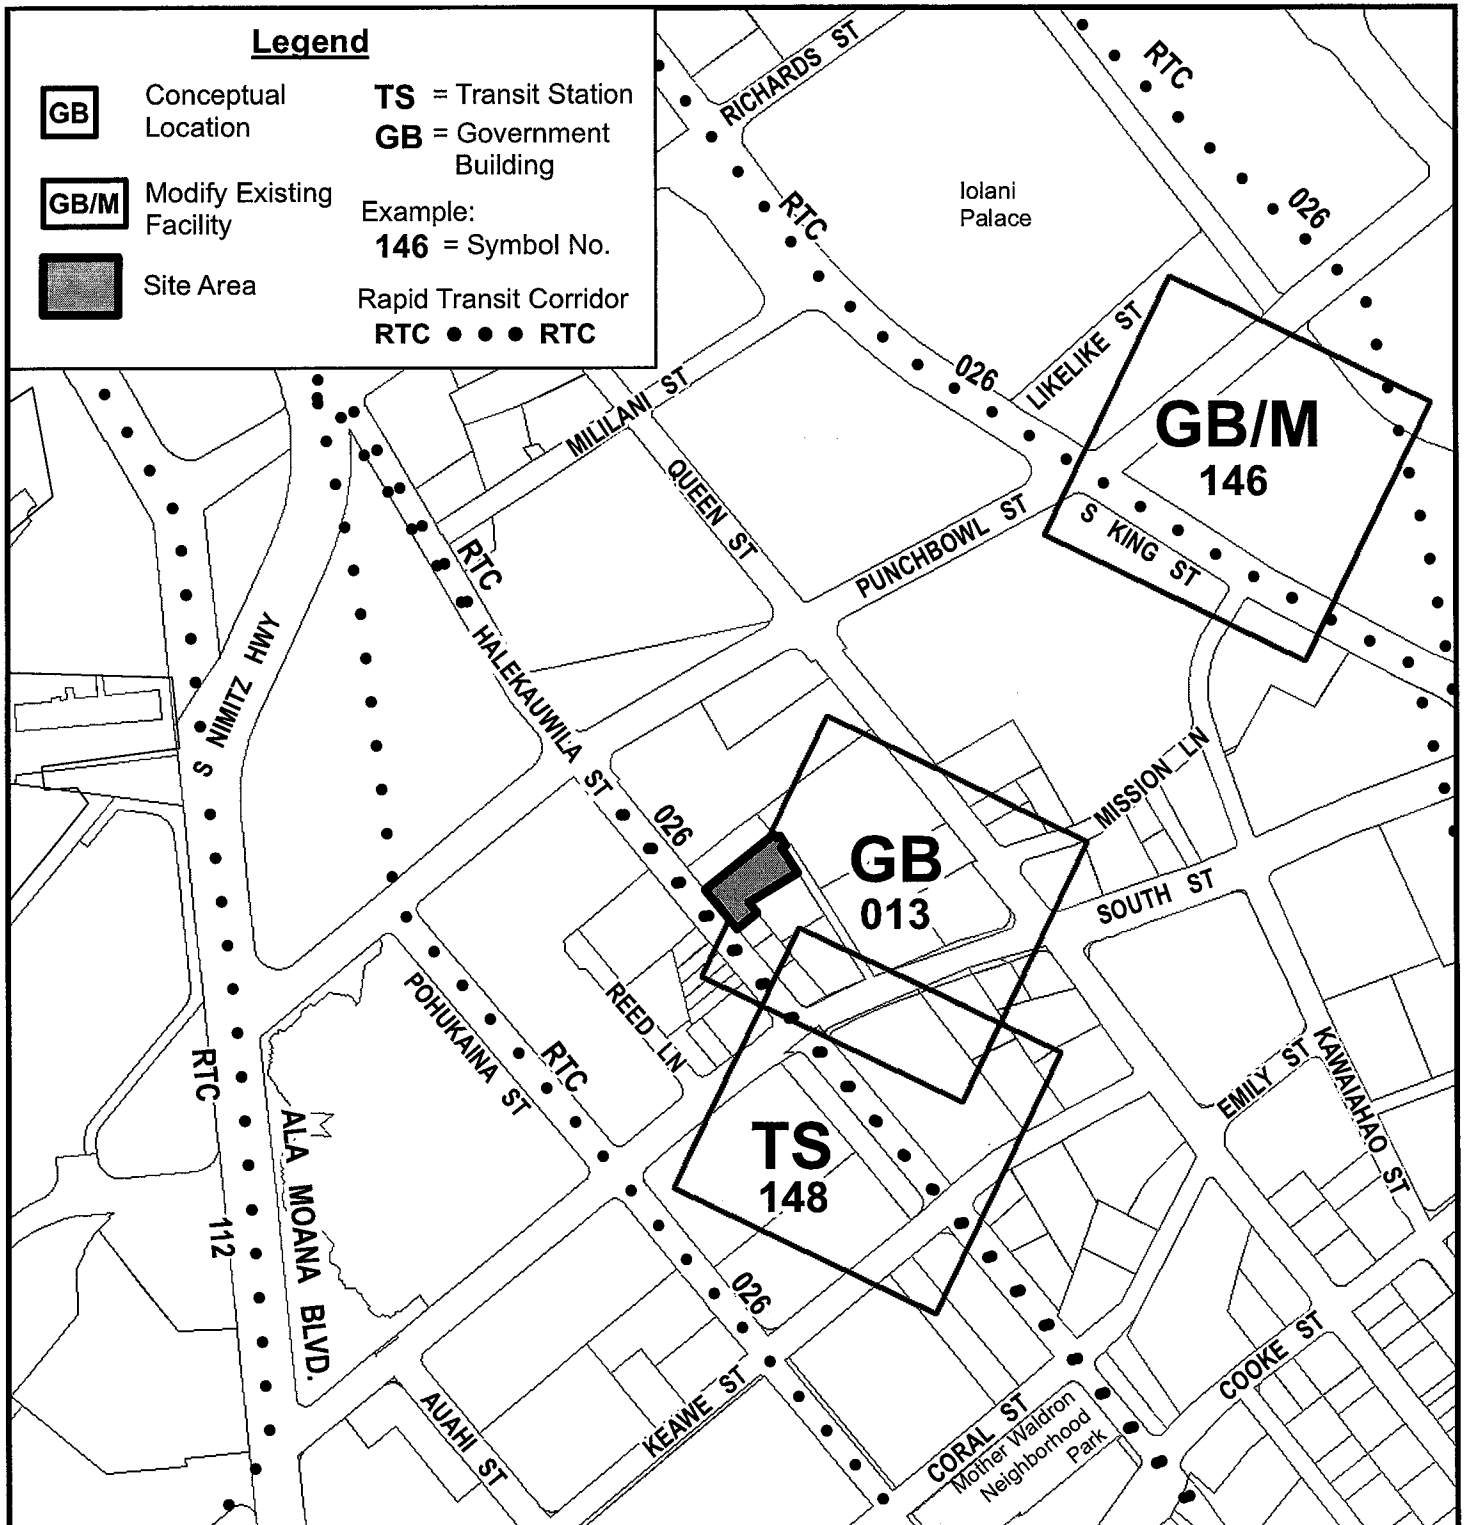 Legend
GB
Conceptual
Location
GB/M
Modify Existing
Facility
Site Area
TS = Transit Station
GB = Government
Building
Example:
146 = Symbol No.
Rapid Transit Corridor
RTC ● ● ● RTC
RICHARDS ST
RTC
026
Iolani
Palace
RTC
026
LIKELIKE ST
GB/M
146
MILILANI ST
QUEEN ST
PUNCHBOWL ST
S KING ST
RTC
HALEKAUWILA ST
S NIMITZ HWY
026
MISSION LN
GB
013
SOUTH ST
POHUKAINA ST
REED LN
RTC
RTC
EMILY ST
KAWAIAHAO ST
ALA MOANA BLVD.
TS
148
112
026
COOKE ST
AUAHI ST
KEAWE ST
CORAL ST
Mother Waldron
Neighborhood
Park